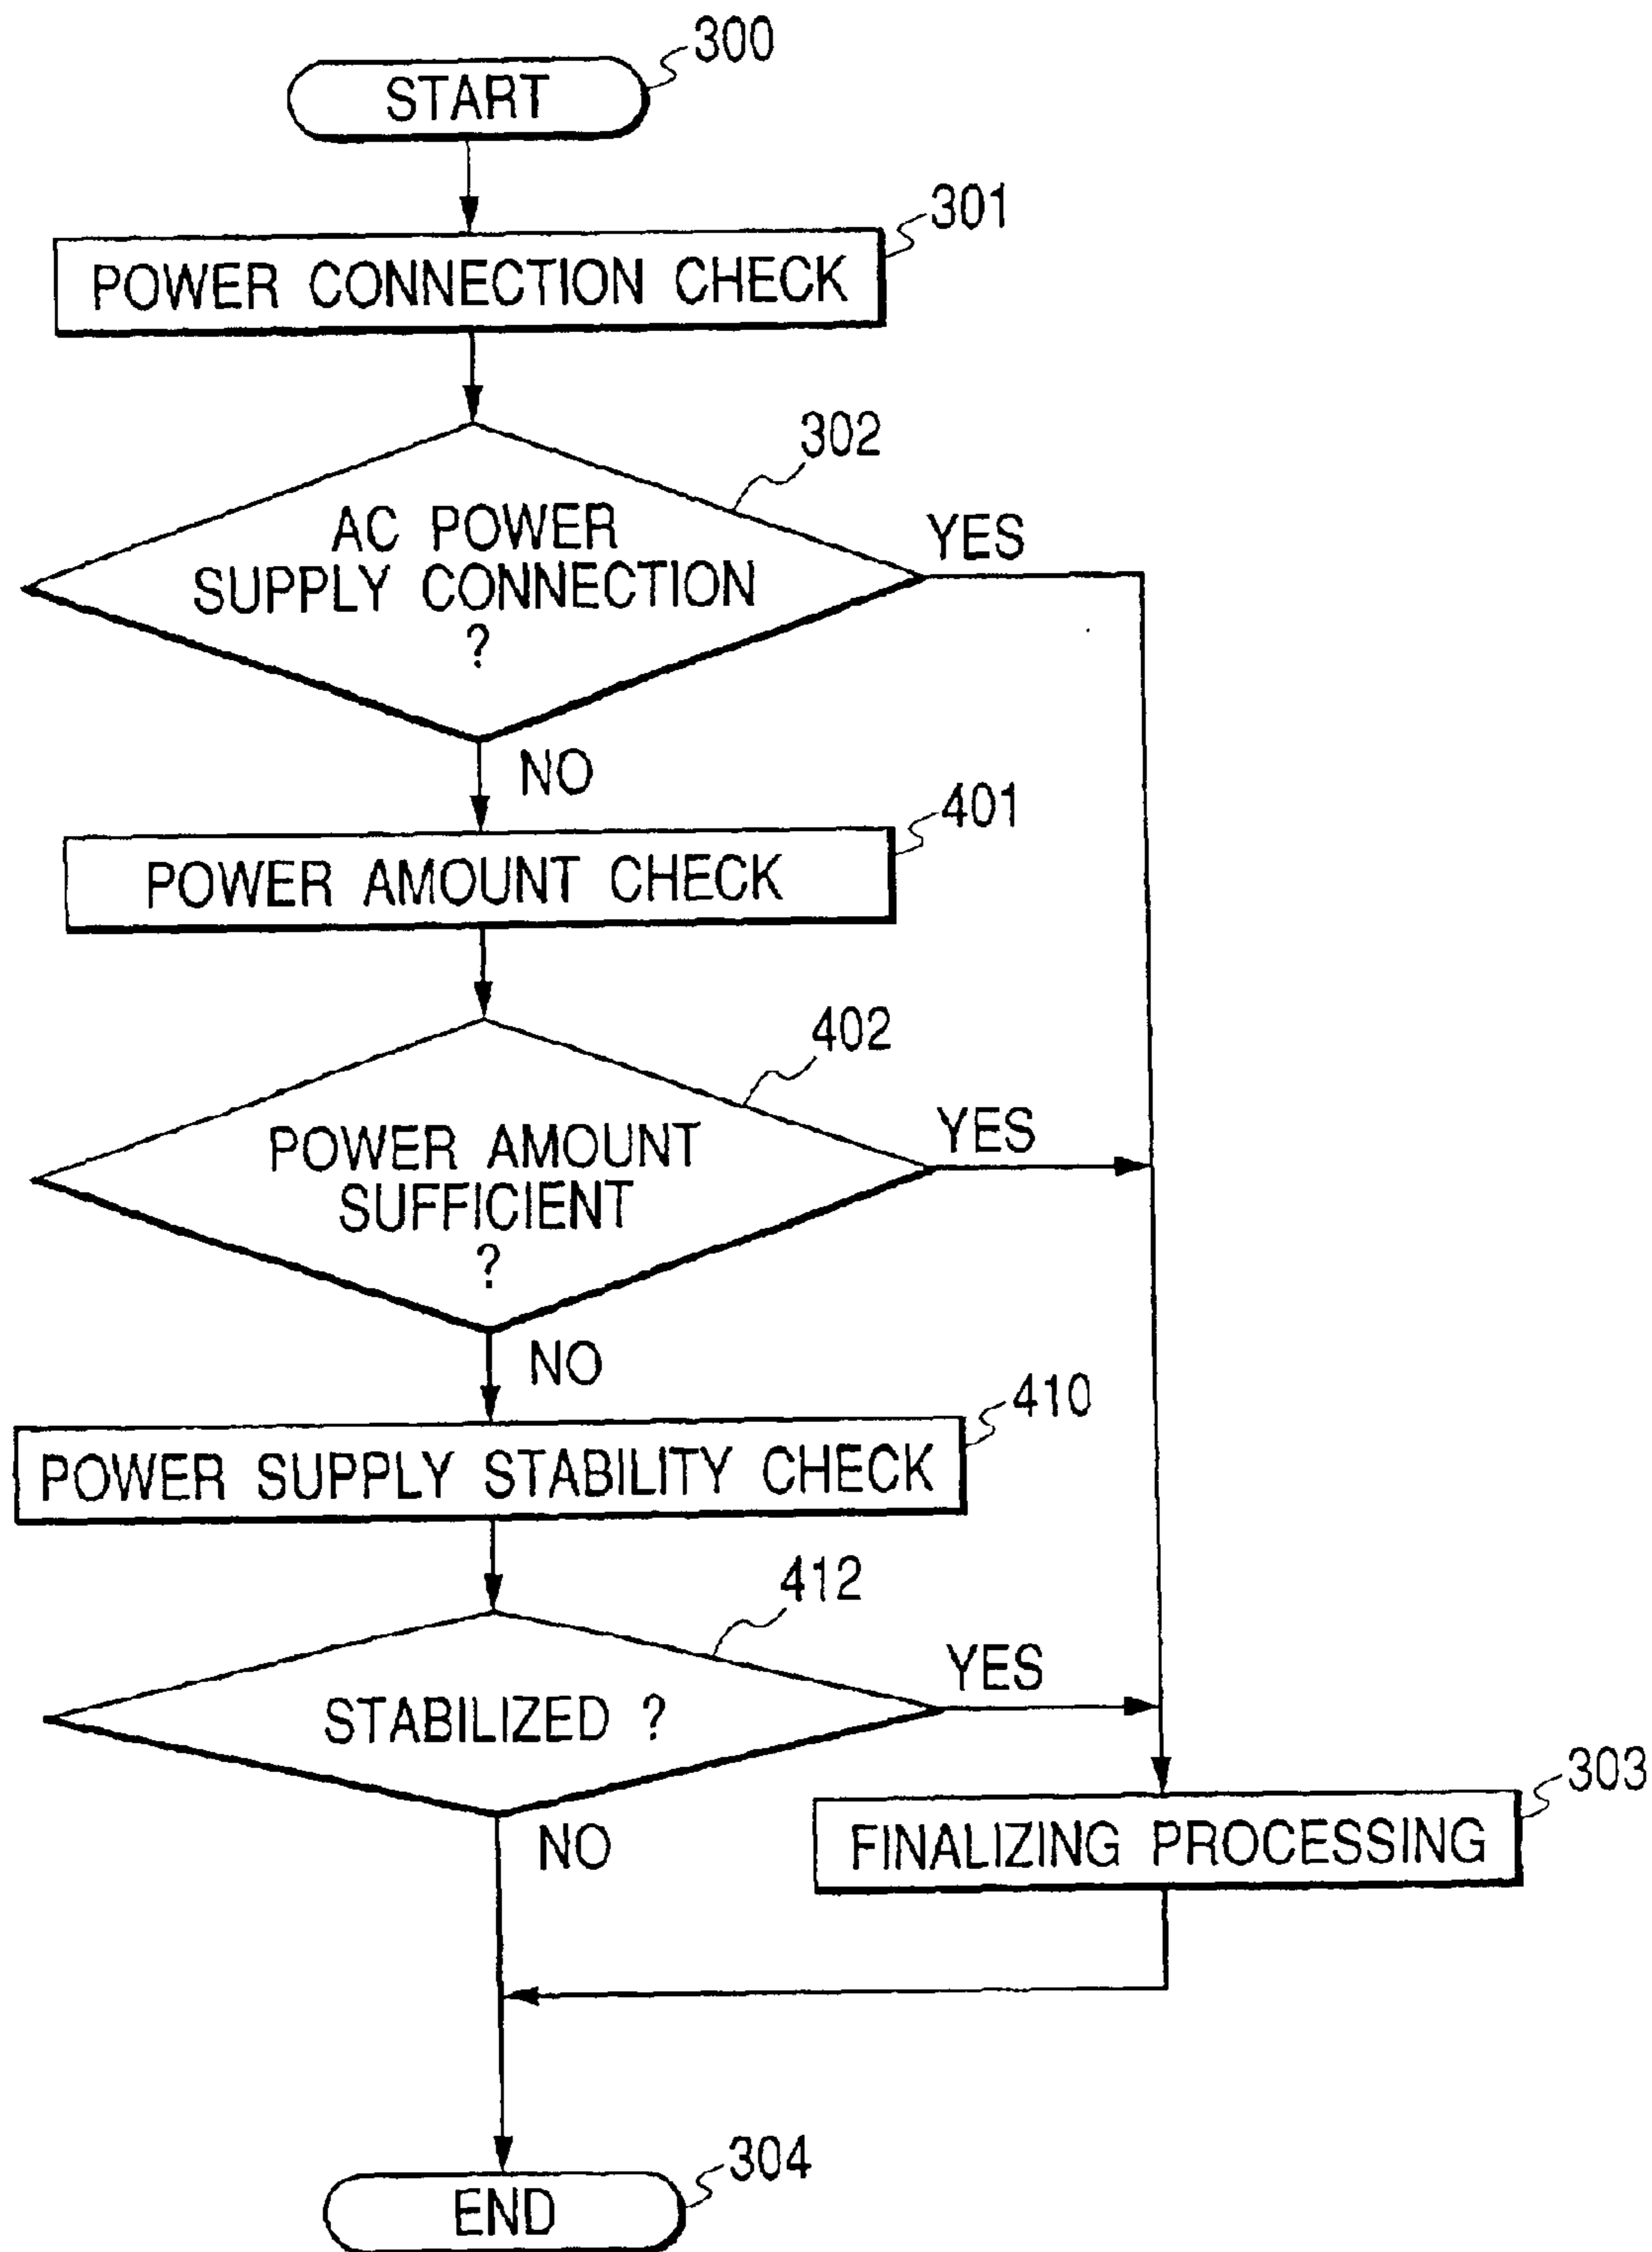 300
START
301
POWER CONNECTION CHECK
302
AC POWER
SUPPLY CONNECTION
?
YES
NO
401
POWER AMOUNT CHECK
402
POWER AMOUNT
SUFFICIENT
?
YES
NO
410
POWER SUPPLY STABILITY CHECK
412
STABILIZED ?
YES
NO
303
FINALIZING PROCESSING
304
END